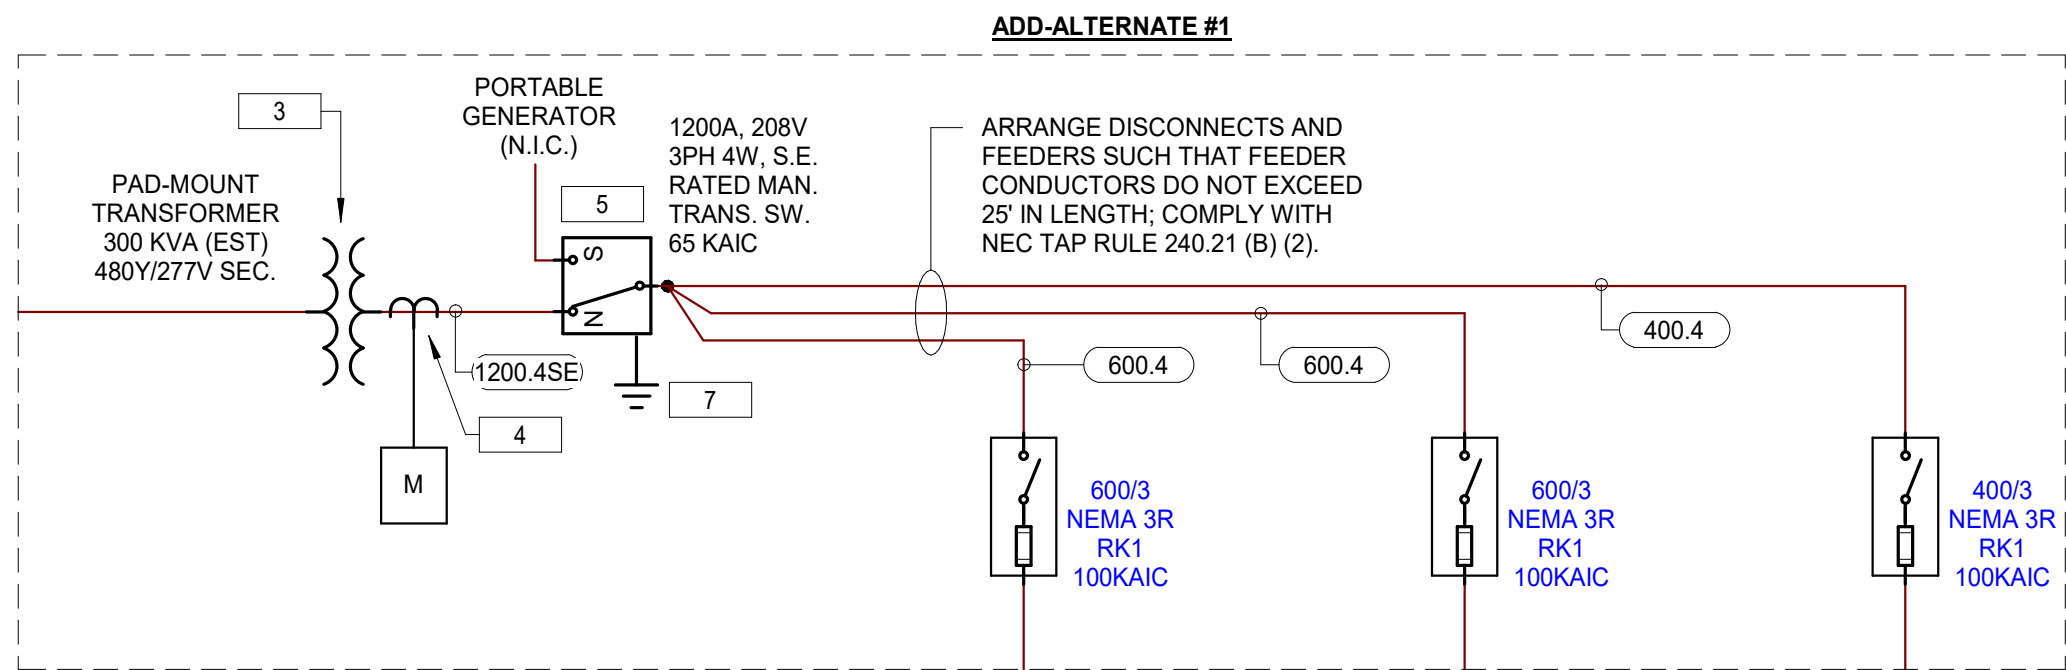 ADD-ALTERNATE #1
3
PAD-MOUNT
TRANSFORMER
300 KVA (EST)
480Y/277V SEC.
PORTABLE
GENERATOR
(N.I.C.)
5
S
N
1200A, 208V
3PH 4W, S.E.
RATED MAN.
TRANS. SW.
65 KAIC
ARRANGE DISCONNECTS AND
FEEDERS SUCH THAT FEEDER
CONDUCTORS DO NOT EXCEED
25' IN LENGTH; COMPLY WITH
NEC TAP RULE 240.21 (B) (2).
1200.4SE
4
7
M
600.4
600.4
400.4
600/3
NEMA 3R
RK1
100KAIC
600/3
NEMA 3R
RK1
100KAIC
400/3
NEMA 3R
RK1
100KAIC